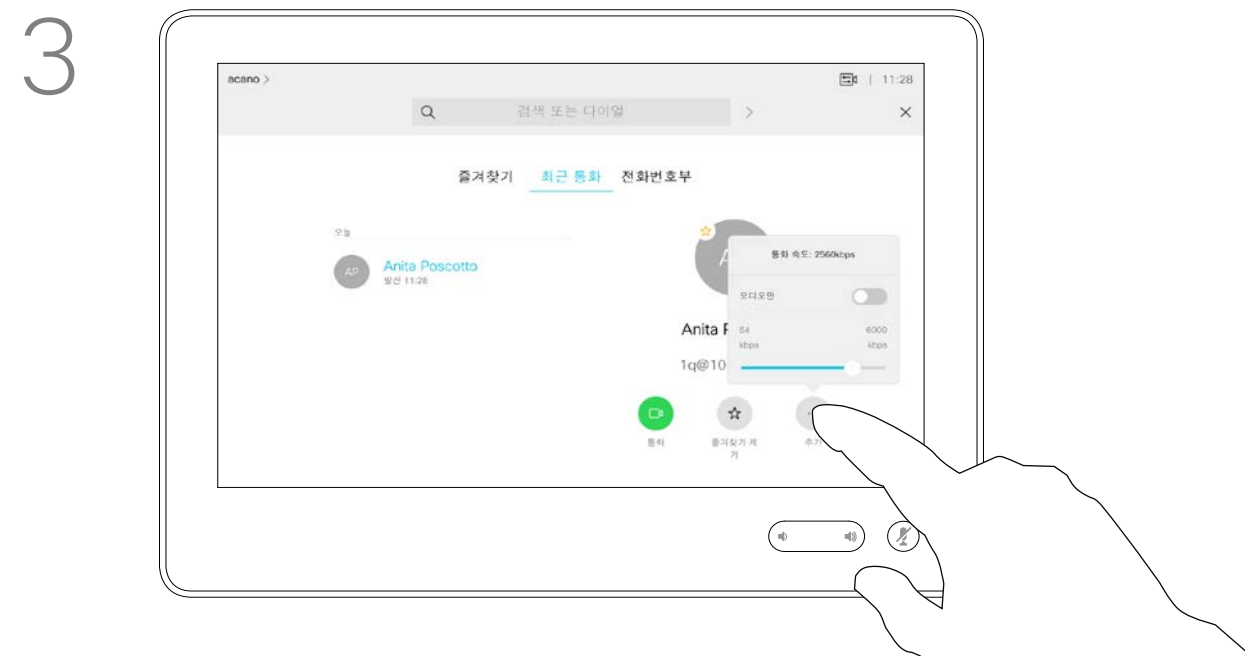 3
acano >
11:28
검색 또는 다이얼
즐겨찾기 최근 통화 전화번호부
오늘
AP
Anita Poscotto
발신 11:28
A
통화 속도: 2560kbps
오디오만
64 kbps
6000 kbps
Anita P
1q@10
통화
즐겨찾기 제
거
추가